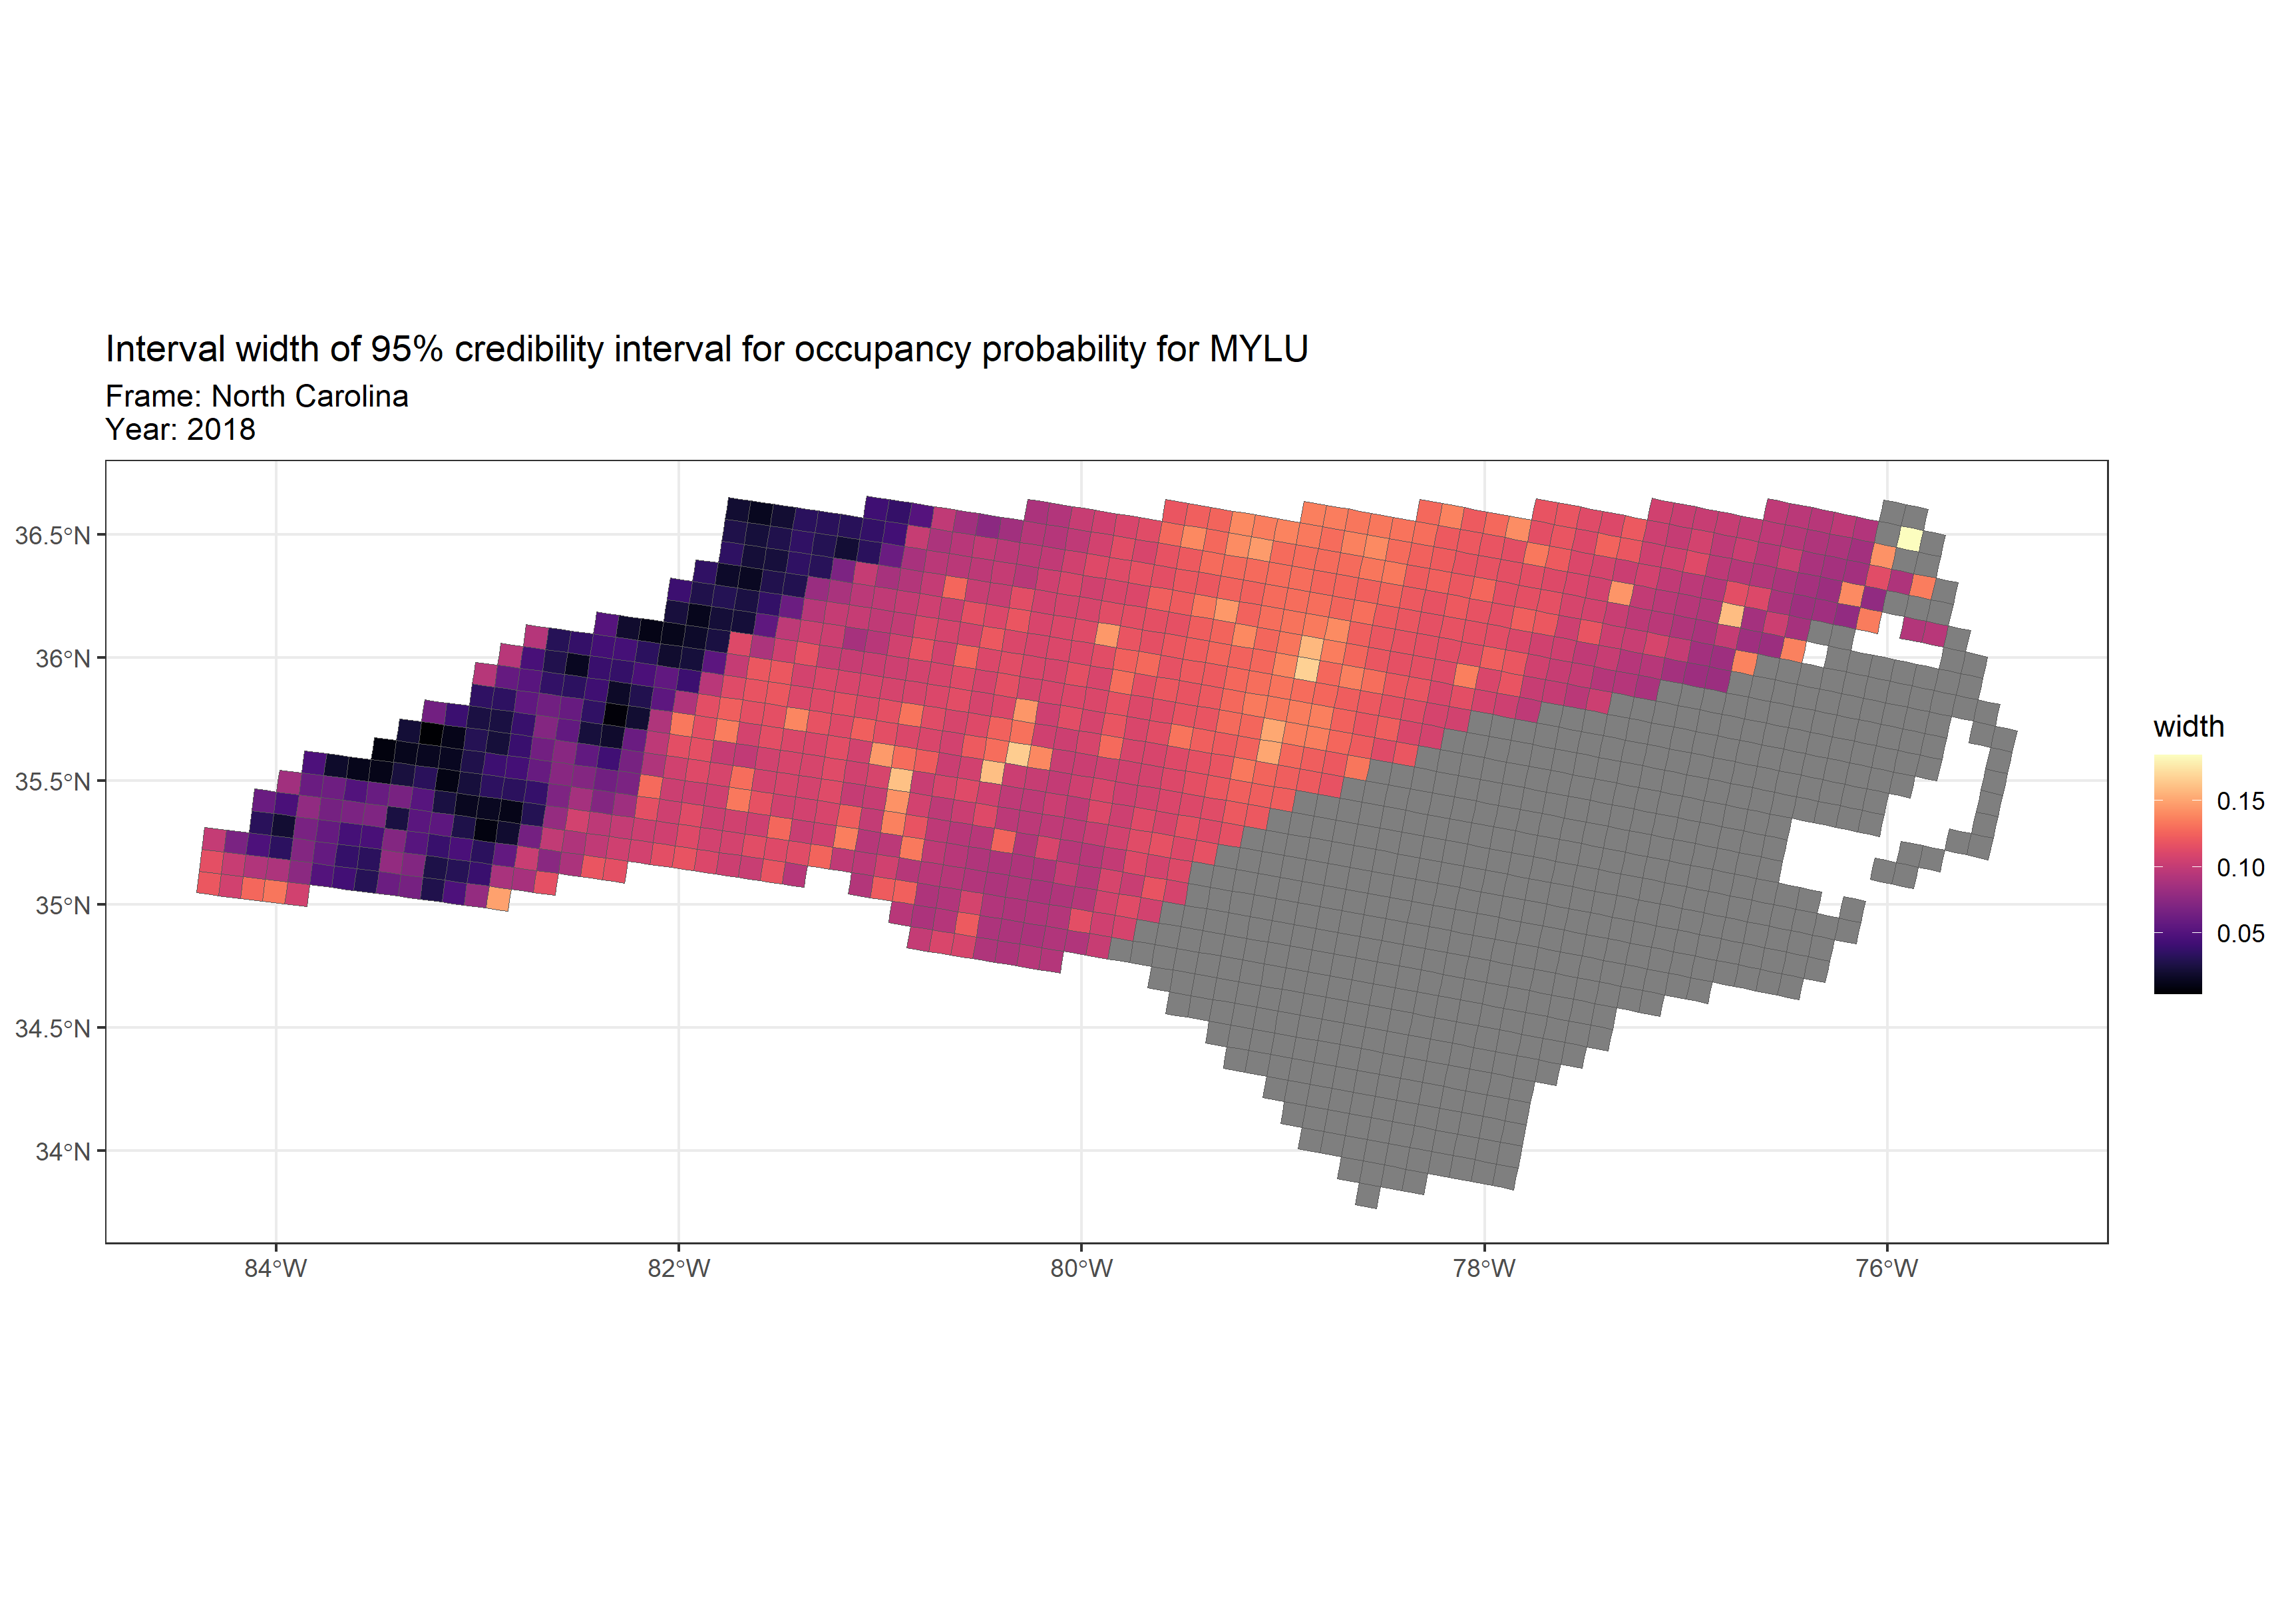 Interval width of 95% credibility interval for occupancy probability for MYLU
Frame: North Carolina
Year: 2018
36.5°N
36°N
35.5°N
35°N
34.5°N
34°N
84°W
82°W
80°W
78°W
76°W
width
0.15
0.10
0.05